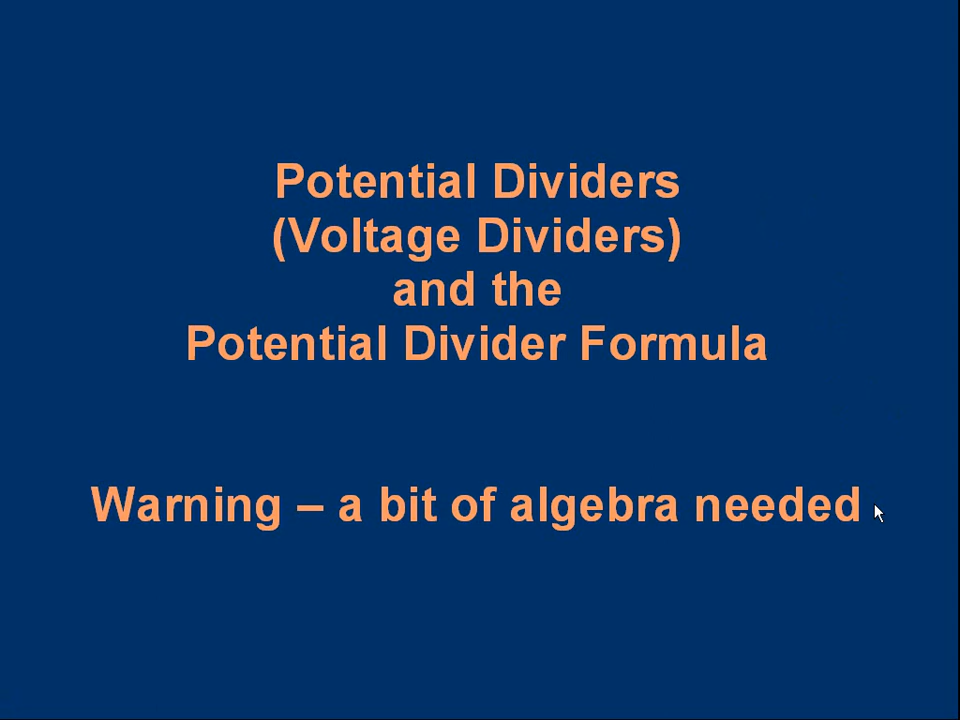 Potential Dividers
(Voltage Dividers)
and the
Potential Divider Formula
Warning – a bit of algebra needed